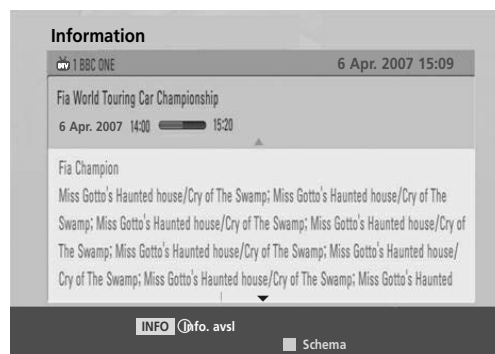 Information
DTV 1 BBC ONE 6 Apr. 2007 15:09
Fia World Touring Car Championship
6 Apr. 2007 14:00 15:20
Fia Champion
Miss Gotto's Haunted house/Cry of The Swamp; Miss Gotto's Haunted house/Cry of The
Swamp; Miss Gotto's Haunted house/Cry of The Swamp; Miss Gotto's Haunted house/Cry of
The Swamp; Miss Gotto's Haunted house/Cry of The Swamp; Miss Gotto's Haunted house/
Cry of The Swamp; Miss Gotto's Haunted house/Cry of The Swamp; Miss Gotto's Haunted
INFO ⓘ Info. avsl
Schema